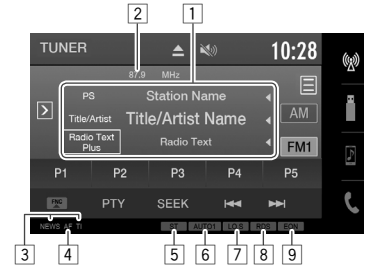 2
1
TUNER
10:28
87.9 MHz
PS
Station Name
Title/Artist
Title/Artist Name
AM
Radio Text Plus
Radio Text
FM1
P1 P2 P3 P4 P5
FNC PTY SEEK
NEWS AF TI
ST AUTO1 LO.S RDS EON
3 4 5 6 7 8 9